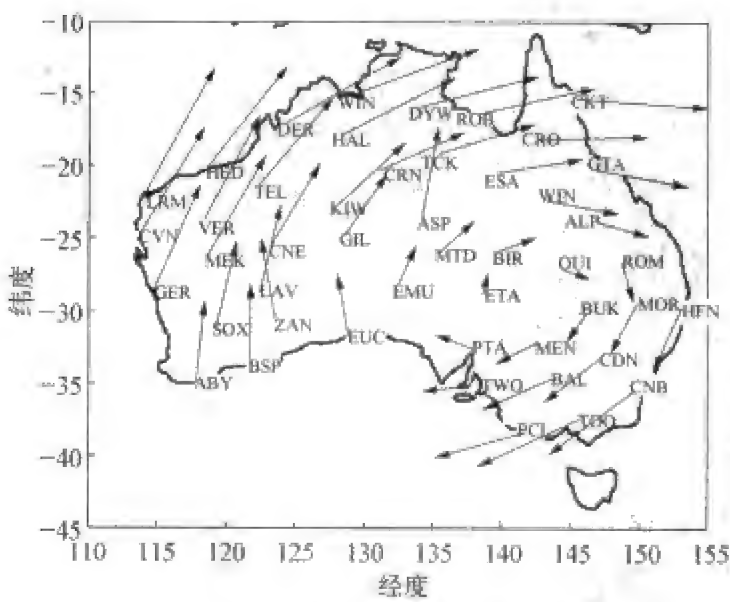 -10
WIN
DYW
ROB
CKT
-15
DER
HAL
CRO
-20
HED
TEL
CRN
TCK
ESA
GTA
LRM
KIW
ASP
WIN
ALP
CVN
VER
-25
MEK
CNE
GIL
MTD
BIR
QUI
ROM
GER
LAV
EMU
ETA
BUK
MOR
HFN
-30
SOX
ZAN
EUC
PTA
MEN
CDN
ABY
BSP
TWO
BAL
CNB
-35
PCL
TOO
-40
-45
110 115 120 125 130 135 140 145 150 155
纬度
经度